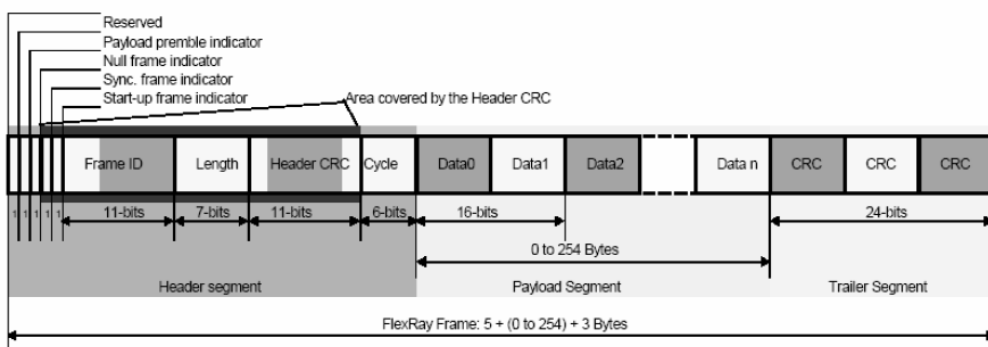 Reserved
Payload premble indicator
Null frame indicator
Sync. frame indicator
Start-up frame indicator
Area covered by the Header CRC
Frame ID Length Header CRC Cycle Data0 Data1 Data2 Data n CRC CRC CRC
1 1 1 1 1 11-bits 7-bits 11-bits 6-bits 16-bits 24-bits
0 to 254 Bytes
Header segment Payload Segment Trailer Segment
FlexRay Frame: 5 + (0 to 254) + 3 Bytes